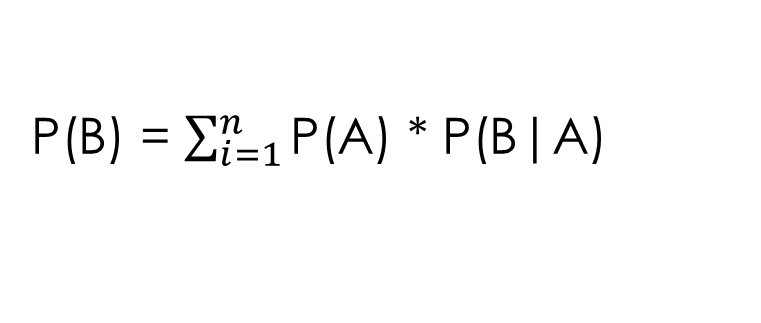 P(B) = ∑ⁿᵢ₌₁ P(A) * P(B | A)